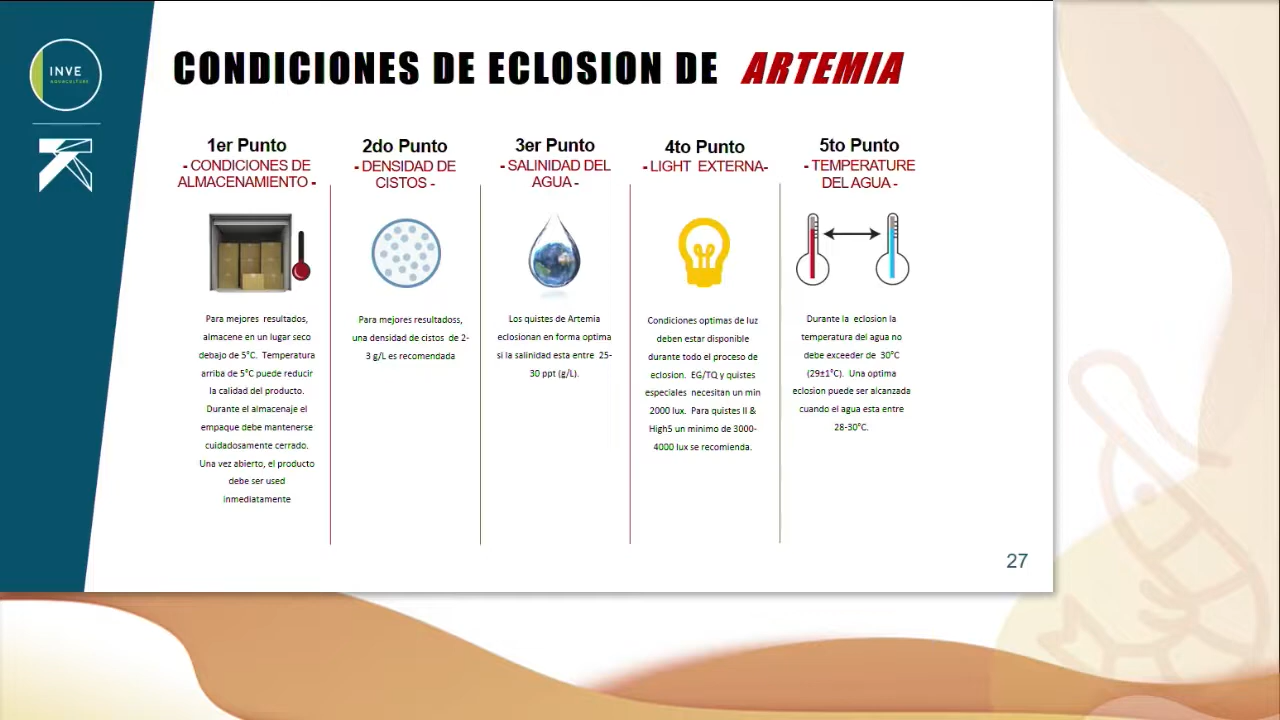 INVE
AQUACULTURE
CONDICIONES DE ECLOSION DE ARTEMIA
1er Punto
- CONDICIONES DE
ALMACENAMIENTO -
Para mejores resultados,
almacene en un lugar seco
debajo de 5°C. Temperatura
arriba de 5°C puede reducir
la calidad del producto.
Durante el almacenaje el
empaque debe mantenerse
cuidadosamente cerrado.
Una vez abierto, el producto
debe ser used
inmediatamente
2do Punto
- DENSIDAD DE
CISTOS -
Para mejores resultadoss,
una densidad de cistos de 2-
3 g/L es recomendada
3er Punto
- SALINIDAD DEL
AGUA -
Los quistes de Artemia
eclosionan en forma optima
si la salinidad esta entre 25-
30 ppt (g/L).
4to Punto
- LIGHT EXTERNA-
Condiciones optimas de luz
deben estar disponible
durante todo el proceso de
eclosion. EG/TQ y quistes
especiales necesitan un min
2000 lux. Para quistes II &
High5 un minimo de 3000-
4000 lux se recomienda.
5to Punto
- TEMPERATURE
DEL AGUA -
Durante la eclosion la
temperatura del agua no
debe exceder de 30°C
(29±1°C). Una optima
eclosion puede ser alcanzada
cuando el agua esta entre
28-30°C.
27